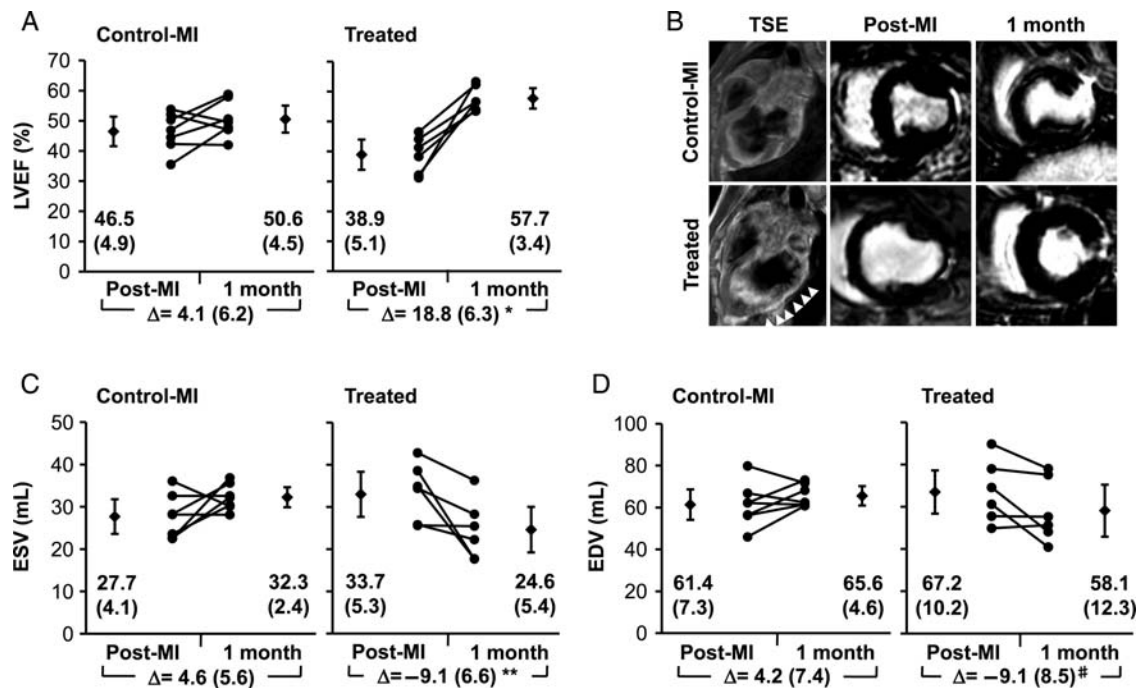 A
Control-MI
Treated
LVEF (%)
70
60
50
40
30
20
10
0
46.5
(4.9)
50.6
(4.5)
38.9
(5.1)
57.7
(3.4)
Post-MI 1 month
Δ= 4.1 (6.2)
Post-MI 1 month
Δ= 18.8 (6.3) *
B
TSE Post-MI 1 month
Control-MI
Treated
C
Control-MI
Treated
ESV (mL)
50
40
30
20
10
0
27.7
(4.1)
32.3
(2.4)
33.7
(5.3)
24.6
(5.4)
Post-MI 1 month
Δ= 4.6 (5.6)
Post-MI 1 month
Δ= –9.1 (6.6) **
D
Control-MI
Treated
EDV (mL)
100
80
60
40
20
0
61.4
(7.3)
65.6
(4.6)
67.2
(10.2)
58.1
(12.3)
Post-MI 1 month
Δ= 4.2 (7.4)
Post-MI 1 month
Δ= –9.1 (8.5)#